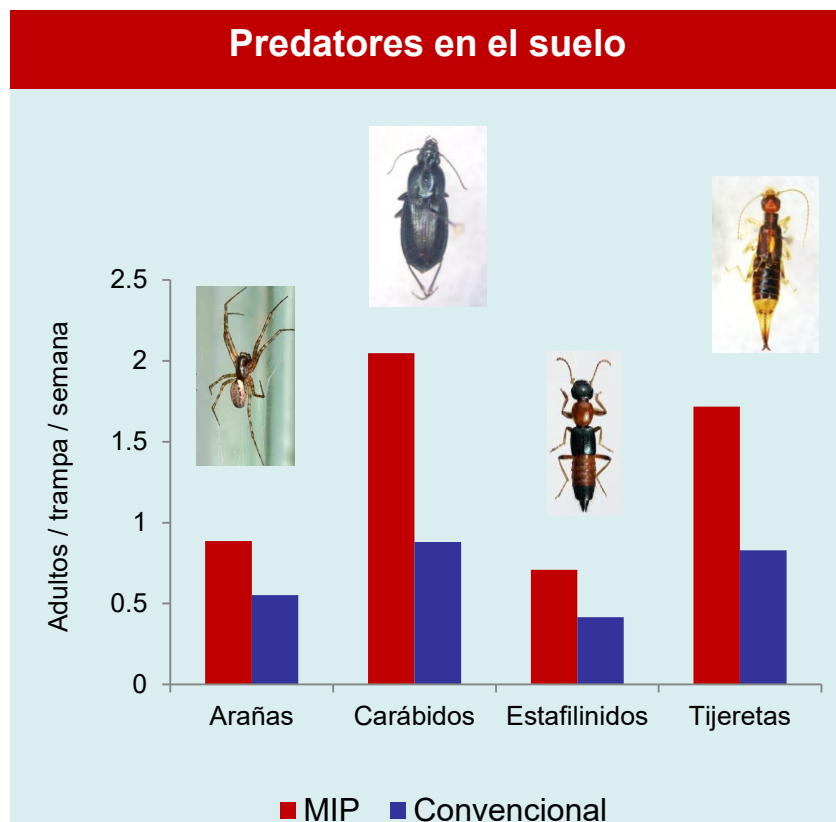 Predatores en el suelo
Adultos / trampa / semana
2.5
2
1.5
1
0.5
0
Arañas Carábidos Estafilinidos Tijeretas
MIP Convencional